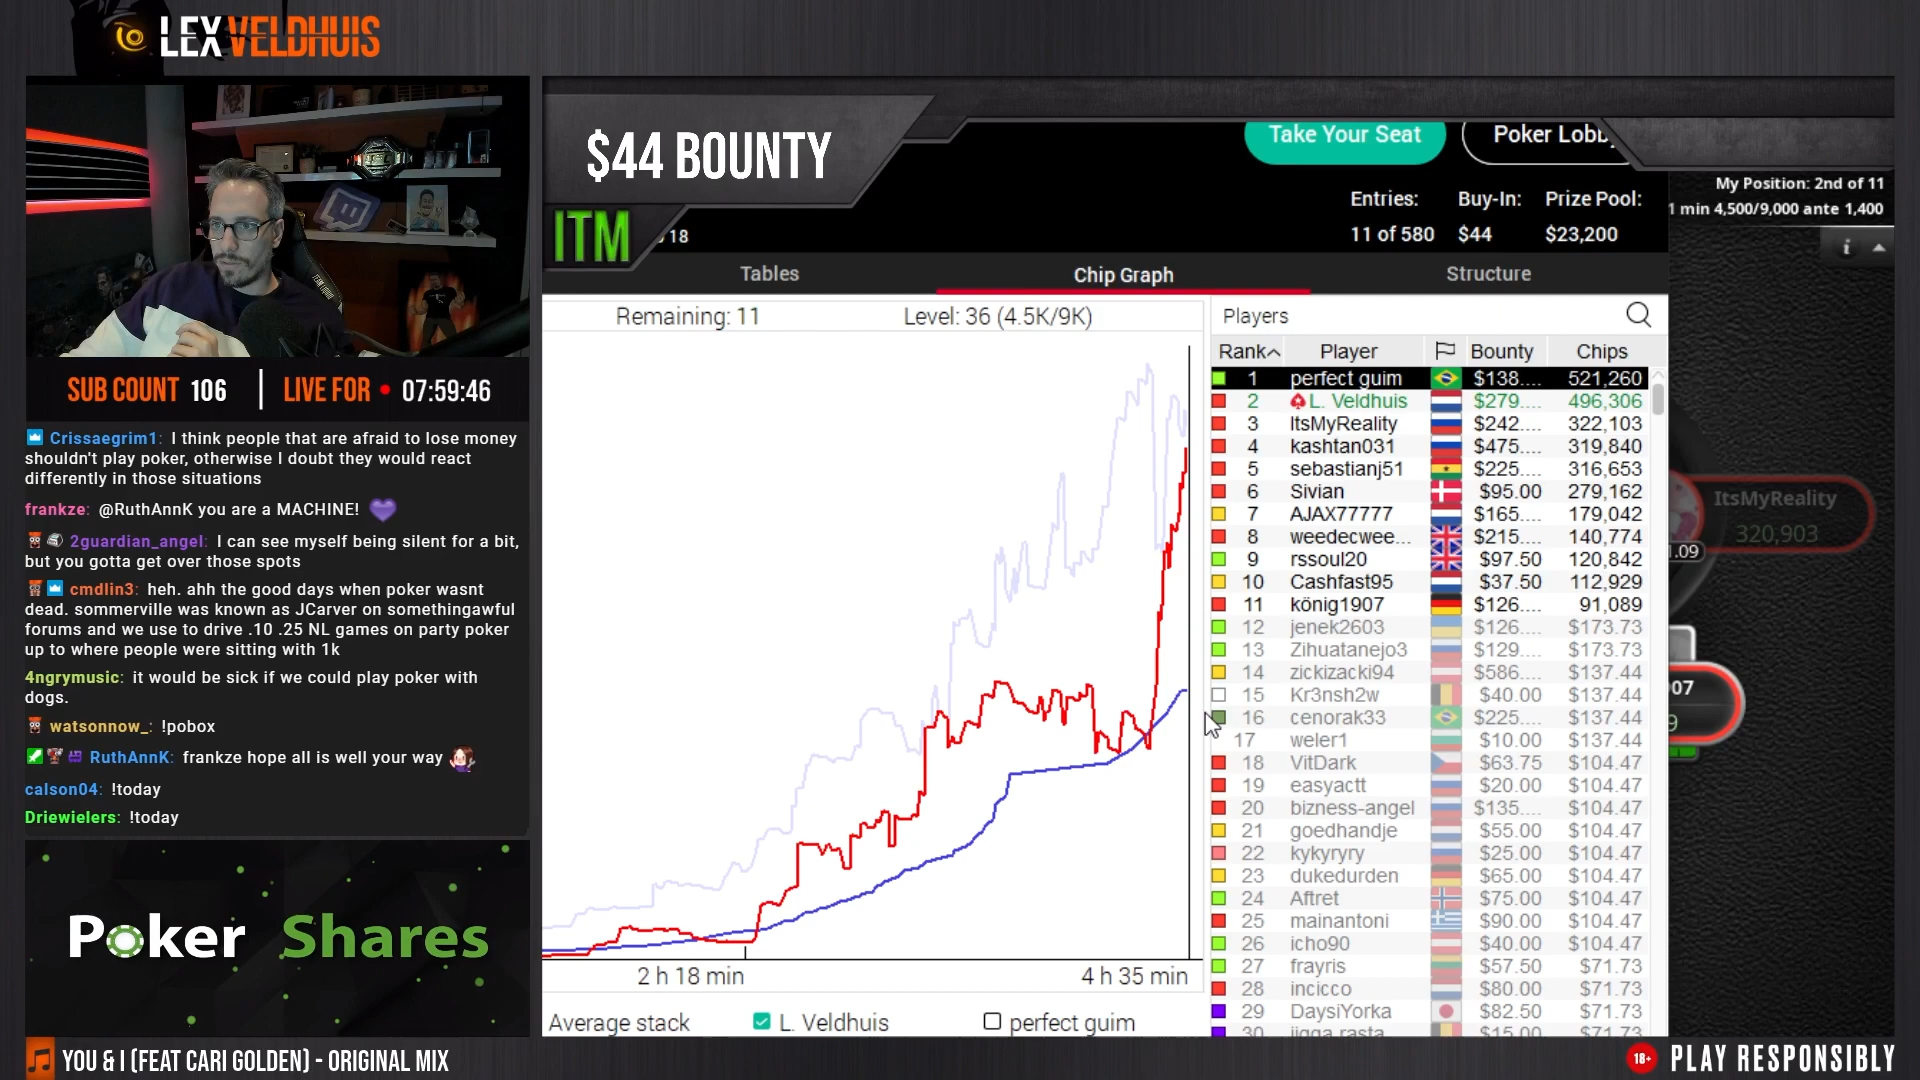 LEXVELDHUIS
$44 BOUNTY
ITM
18
Take Your Seat
Poker Lobb
My Position: 2nd of 11
1 min 4,500/9,000 ante 1,400
Entries: Buy-In: Prize Pool:
11 of 580 $44 $23,200
Tables Chip Graph Structure
Remaining: 11 Level: 36 (4.5K/9K)
2 h 18 min 4 h 35 min
Average stack L. Veldhuis perfect guim
Players
Rank Player Bounty Chips
1 perfect guim $138.... 521,260
2 L. Veldhuis $279.... 496,306
3 ItsMyReality $242.... 322,103
4 kashtan031 $475.... 319,840
5 sebastianj51 $225.... 316,653
6 Sivian $95.00 279,162
7 AJAX77777 $165.... 179,042
8 weedecwee... $215.... 140,774
9 rssoul20 $97.50 120,842
10 Cashfast95 $37.50 112,929
11 könig1907 $126.... 91,089
12 jenek2603 $126.... $173.73
13 Zihuatanejo3 $129.... $173.73
14 zickizacki94 $586.... $137.44
15 Kr3nsh2w $40.00 $137.44
16 cenorak33 $225.... $137.44
17 weler1 $10.00 $137.44
18 VitDark $63.75 $104.47
19 easyactt $20.00 $104.47
20 bizness-angel $135.... $104.47
21 goedhandje $55.00 $104.47
22 kykyryry $25.00 $104.47
23 dukedurden $65.00 $104.47
24 Aftret $75.00 $104.47
25 mainantoni $90.00 $104.47
26 icho90 $40.00 $104.47
27 frayris $57.50 $71.73
28 incicco $80.00 $71.73
29 DaysiYorka $82.50 $71.73
30 jigga rasta $15.00 $71.73
ItsMyReality
320,903
1.09
07
9
SUB COUNT 106 LIVE FOR 07:59:46
Crissaegrim1: I think people that are afraid to lose money
shouldn't play poker, otherwise I doubt they would react
differently in those situations
frankze: @RuthAnnK you are a MACHINE!
2guardian_angel: I can see myself being silent for a bit,
but you gotta get over those spots
cmdlin3: heh. ahh the good days when poker wasnt
dead. sommerville was known as JCarver on somethingawful
forums and we use to drive .10 .25 NL games on party poker
up to where people were sitting with 1k
4ngrymusic: it would be sick if we could play poker with
dogs.
watsonnow_: !pobox
RuthAnnK: frankze hope all is well your way
calson04: !today
Driewielers: !today
Poker Shares
YOU & I (FEAT CARI GOLDEN) - ORIGINAL MIX
18+ PLAY RESPONSIBLY